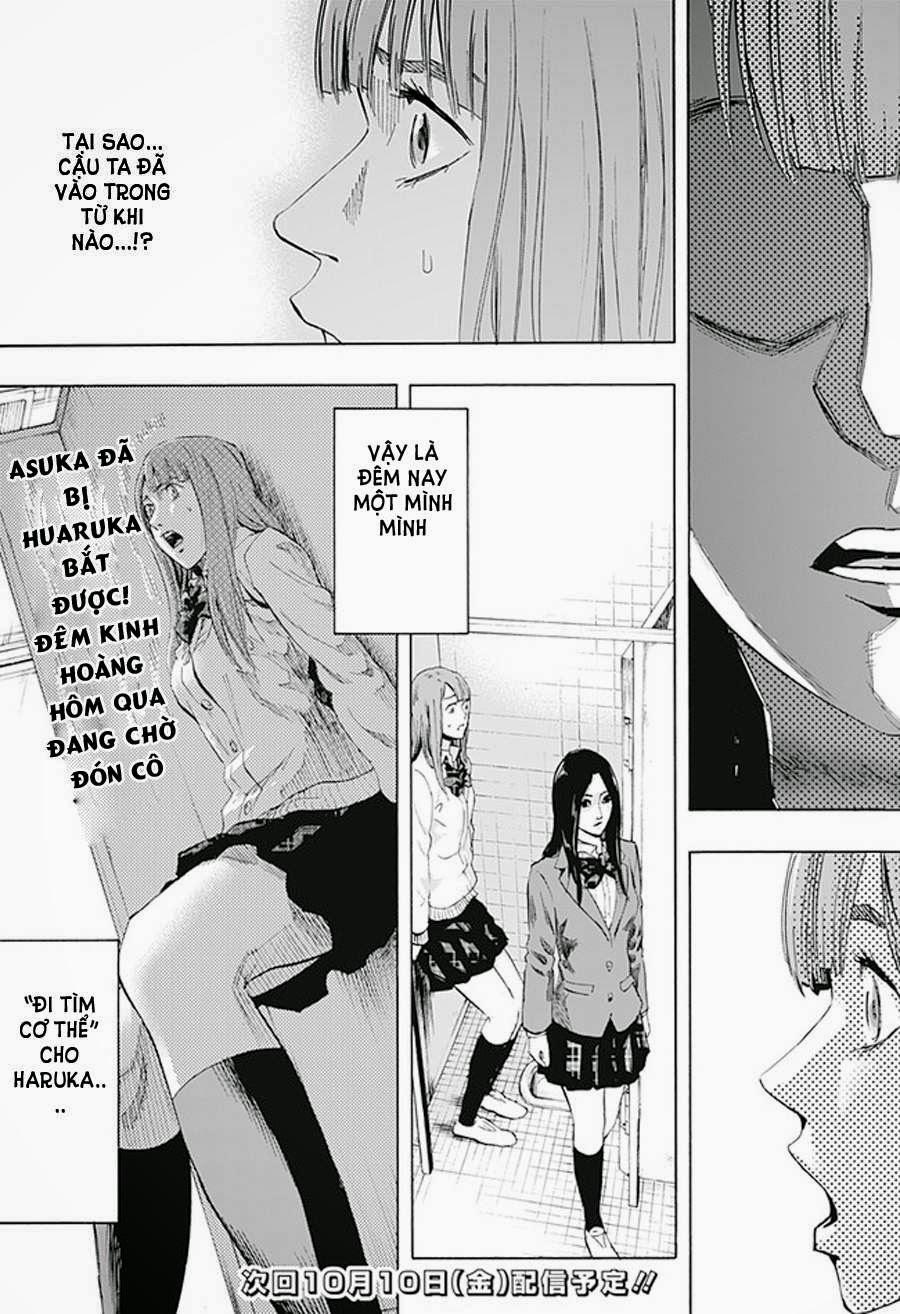 TẠI SAO...
CẬU TA ĐÃ
VÀO TRONG
TỪ KHI
NÀO...!?
VẬY LÀ
ĐÊM NAY
MỘT MÌNH
MÌNH
ASUKA ĐÃ
BỊ
HUARUKA
BẮT
ĐƯỢC!
ĐÊM KINH
HOÀNG
HÔM QUA
ĐANG CHỜ
ĐÓN CÔ
“ĐI TÌM
CƠ THỂ”
CHO
HARUKA..
. .
次回10月10日(金)配信予定!!